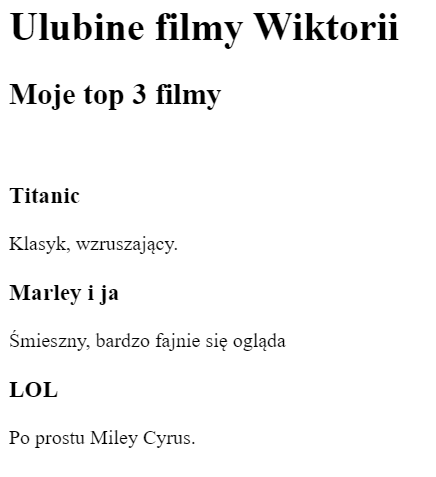 Ulubine filmy Wiktorii
Moje top 3 filmy
Titanic
Klasyk, wzruszający.
Marley i ja
Śmieszny, bardzo fajnie się ogląda
LOL
Po prostu Miley Cyrus.